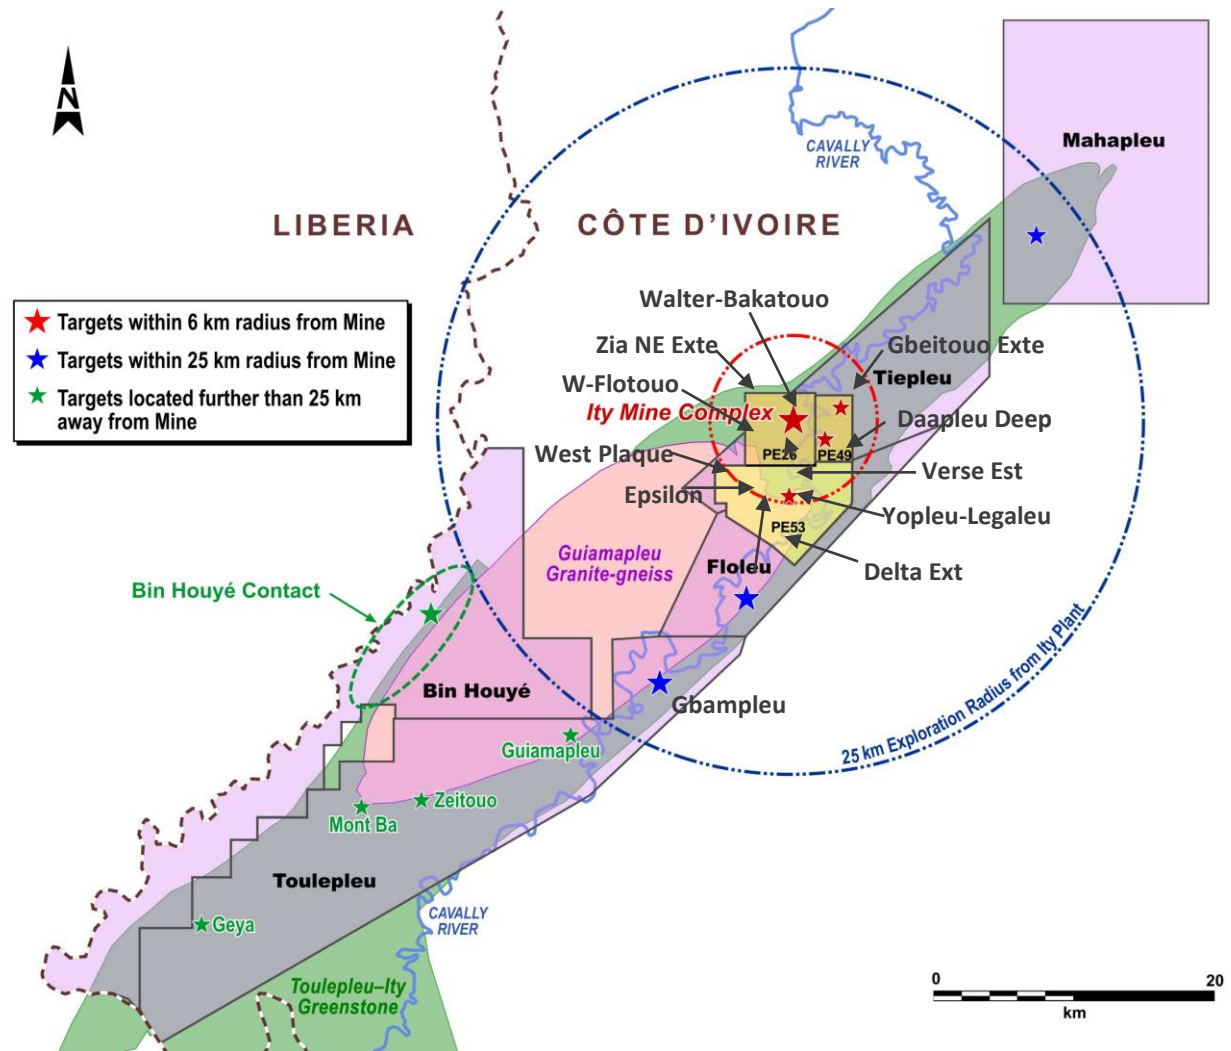 N
CAVALLY
RIVER
Mahapleu
LIBERIA
CÔTE D'IVOIRE
Targets within 6 km radius from Mine
Targets within 25 km radius from Mine
Targets located further than 25 km
away from Mine
Walter-Bakatouo
Zia NE Exte
Gbeitouo Exte
W-Flotouo
Tiepleu
Ity Mine Complex
Daapleu Deep
PE26
PE49
West Plaque
Verse Est
Epsilon
Yopleu-Legaleu
PE53
Guiamapleu
Granite-gneiss
Floleu
Delta Ext
Bin Houyé Contact
Bin Houyé
Gbampleu
25 km Exploration Radius from Ity Plant
Guiamapleu
Zeitouo
Mont Ba
Toulepleu
Geya
CAVALLY
RIVER
Toulepleu–Ity
Greenstone
0 20
km